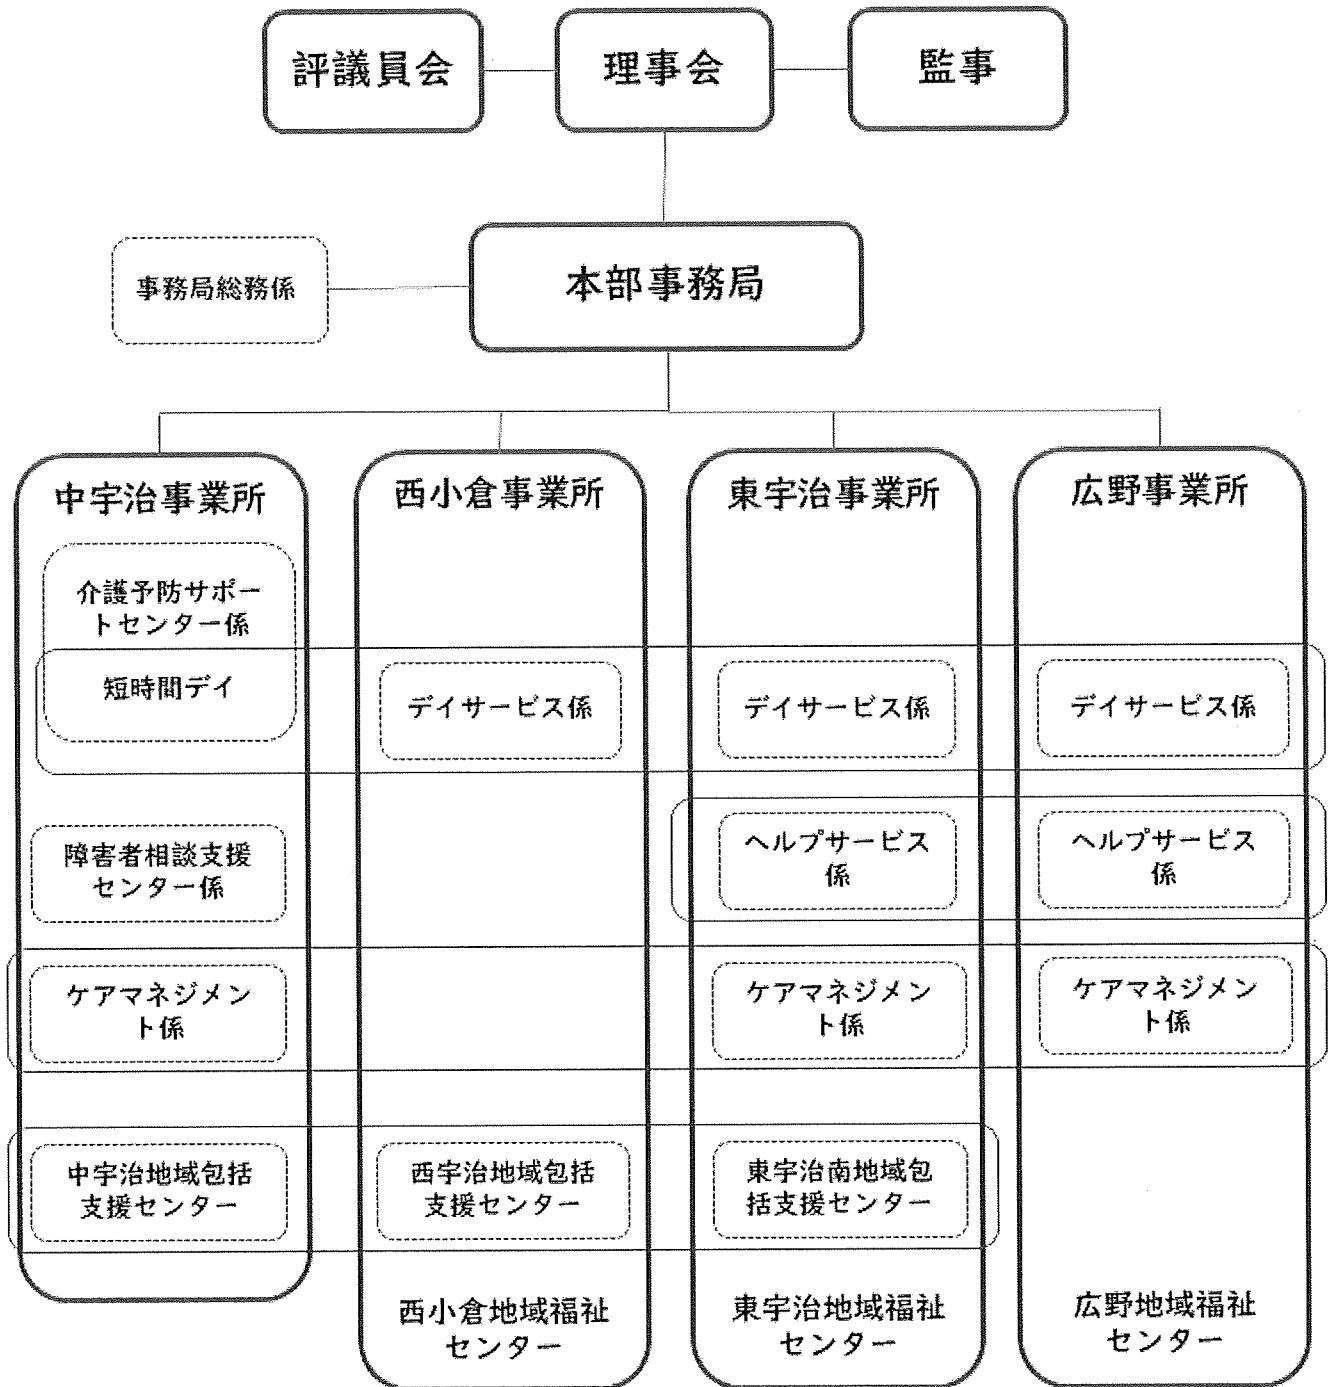 評議員会
理事会
監事
事務局総務係
本部事務局
中宇治事業所
西小倉事業所
東宇治事業所
広野事業所
介護予防サポー
トセンター係
短時間デイ
デイサービス係
デイサービス係
デイサービス係
障害者相談支援
センター係
ヘルプサービス
係
ヘルプサービス
係
ケアマネジメン
ト係
ケアマネジメン
ト係
ケアマネジメン
ト係
中宇治地域包括
支援センター
西宇治地域包括
支援センター
東宇治南地域包
括支援センター
西小倉地域福祉
センター
東宇治地域福祉
センター
広野地域福祉
センター